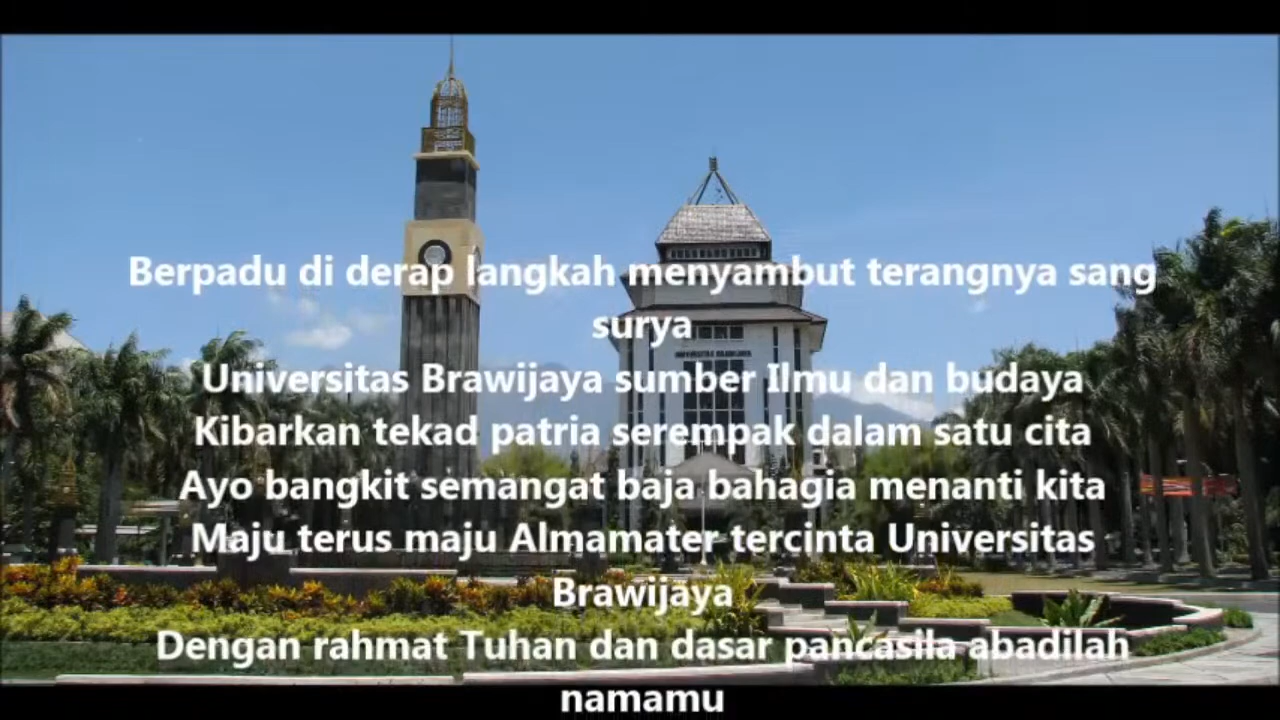 Berpadu di derap langkah menyambut terangnya sang
surya
UNIVERSITAS BRAWIJAYA
Universitas Brawijaya sumber Ilmu dan budaya
Kibarkan tekad patria serempak dalam satu cita
Ayo bangkit semangat baja bahagia menanti kita
Maju terus maju Almamater tercinta Universitas
Brawijaya
Dengan rahmat Tuhan dan dasar pancasila abadilah
namamu